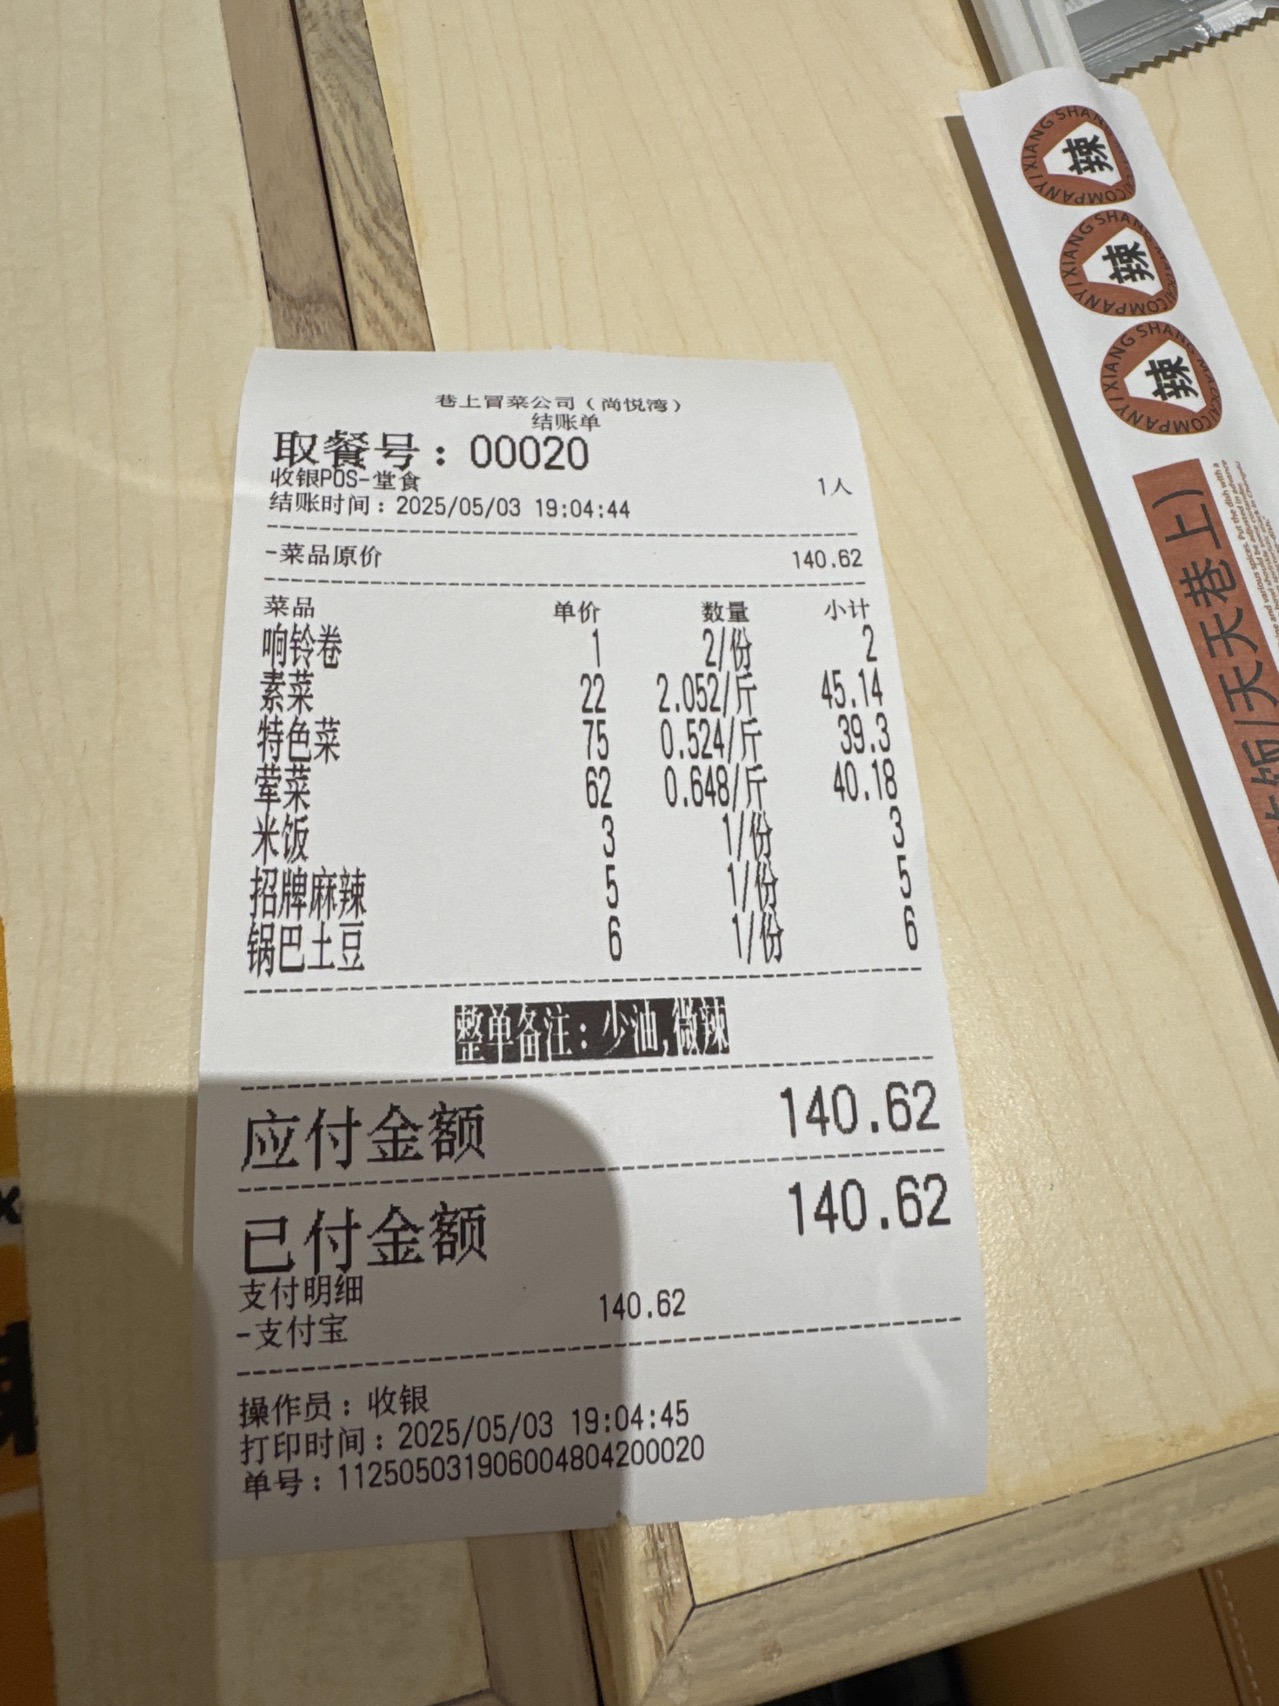 巷上冒菜公司（尚悦湾）
结账单
取餐号：00020
收银POS-堂食 1人
结账时间：2025/05/03 19:04:44
-菜品原价 140.62
菜品 单价 数量 小计
响铃卷 1 2/份 2
素菜 22 2.052/斤 45.14
特色菜 75 0.524/斤 39.3
荤菜 62 0.648/斤 40.18
米饭 3 1/份 3
招牌麻辣 5 1/份 5
锅巴土豆 6 1/份 6
整单备注：少油,微辣
应付金额 140.62
已付金额 140.62
支付明细
-支付宝 140.62
操作员：收银
打印时间：2025/05/03 19:04:45
单号：112505031906004804200020
辣
XIANG SHANG
COMPANY
辣
XIANG SHANG
COMPANY
辣
XIANG SHANG
COMPANY
天天巷上)